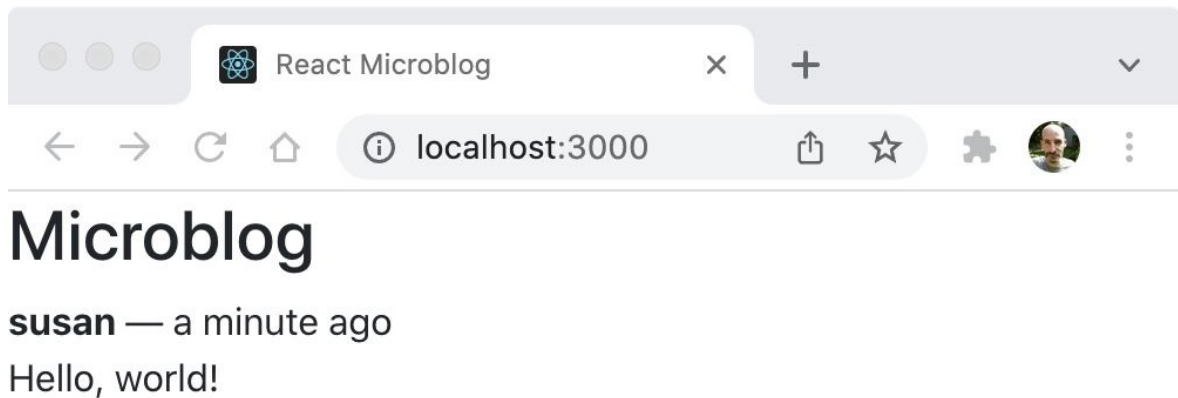 React Microblog
localhost:3000
Microblog
susan — a minute ago
Hello, world!